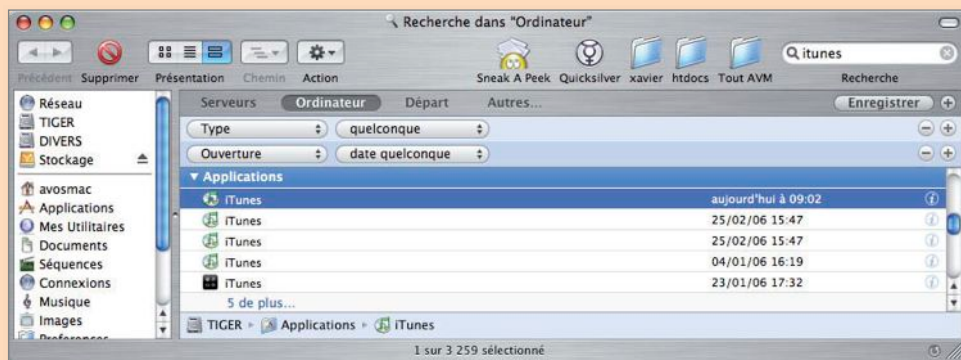 Recherche dans "Ordinateur"
itunes
Précédent Supprimer Présentation Chemin Action Sneak A Peek Quicksilver xavier htdocs Tout AVM Recherche
Réseau
TIGER
DIVERS
Stockage
avosmac
Applications
Mes Utilitaires
Documents
Séquences
Connexions
Musique
Images
Preferences
Serveurs Ordinateur Départ Autres... Enregistrer
Type quelconque
Ouverture date quelconque
Applications
iTunes aujourd'hui à 09:02
iTunes 25/02/06 15:47
iTunes 25/02/06 15:47
iTunes 04/01/06 16:19
iTunes 23/01/06 17:32
5 de plus...
TIGER Applications iTunes
1 sur 3 259 sélectionné